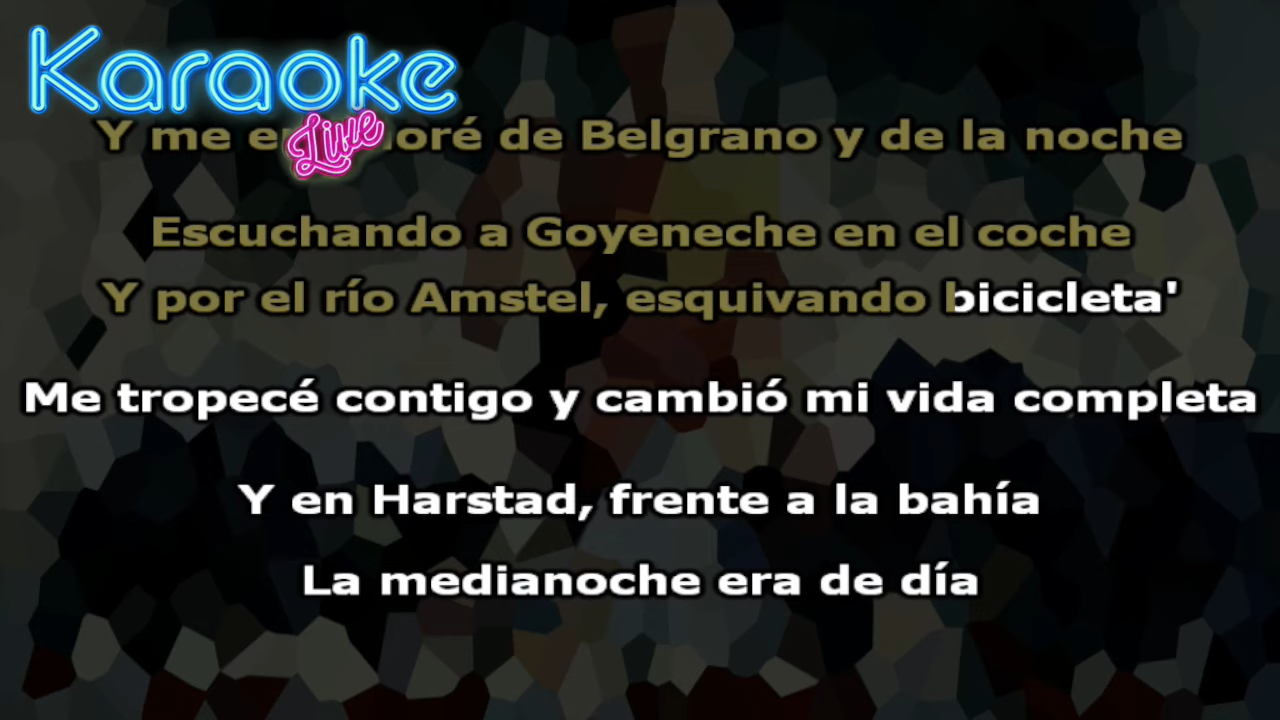 Karaoke
Live
Y me e oré de Belgrano y de la noche
Escuchando a Goyeneche en el coche
Y por el río Amstel, esquivando bicicleta'
Me tropecé contigo y cambió mi vida completa
Y en Harstad, frente a la bahía
La medianoche era de día